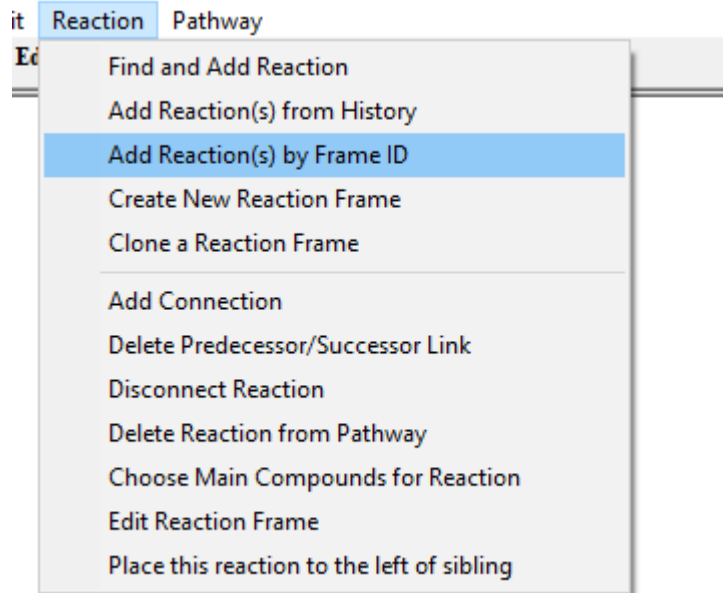 it Reaction Pathway
Ed
Find and Add Reaction
Add Reaction(s) from History
Add Reaction(s) by Frame ID
Create New Reaction Frame
Clone a Reaction Frame
Add Connection
Delete Predecessor/Successor Link
Disconnect Reaction
Delete Reaction from Pathway
Choose Main Compounds for Reaction
Edit Reaction Frame
Place this reaction to the left of sibling